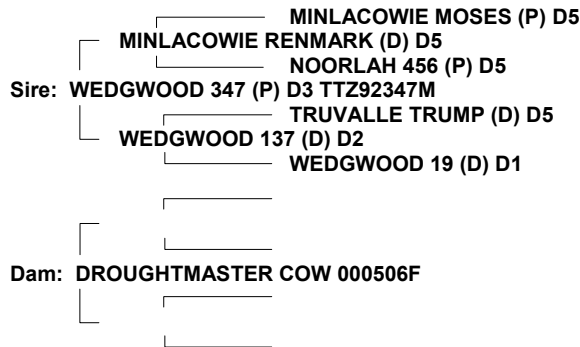 MINLACOWIE MOSES (P) D5
MINLACOWIE RENMARK (D) D5
NOORLAH 456 (P) D5
Sire: WEDGWOOD 347 (P) D3 TTZ92347M
TRUVALLE TRUMP (D) D5
WEDGWOOD 137 (D) D2
WEDGWOOD 19 (D) D1
Dam: DROUGHTMASTER COW 000506F